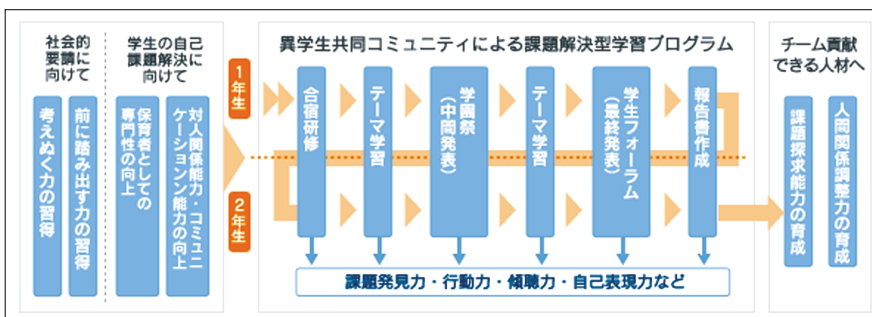 社会的
要請に
向けて
考えぬく力の習得
前に踏み出す力の習得
学生の自己
課題解決に
向けて
保育者としての
専門性の向上
対人関係能力・コミュニ
ケーションン能力の向上
1年生
2年生
異学生共同コミュニティによる課題解決型学習プログラム
合宿研修
テーマ学習
学園祭
(中間発表)
テーマ学習
学生フォーラム
(最終発表)
報告書作成
課題発見力・行動力・傾聴力・自己表現力など
チーム貢献
できる人材へ
課題探求能力の育成
人間関係調整力の育成